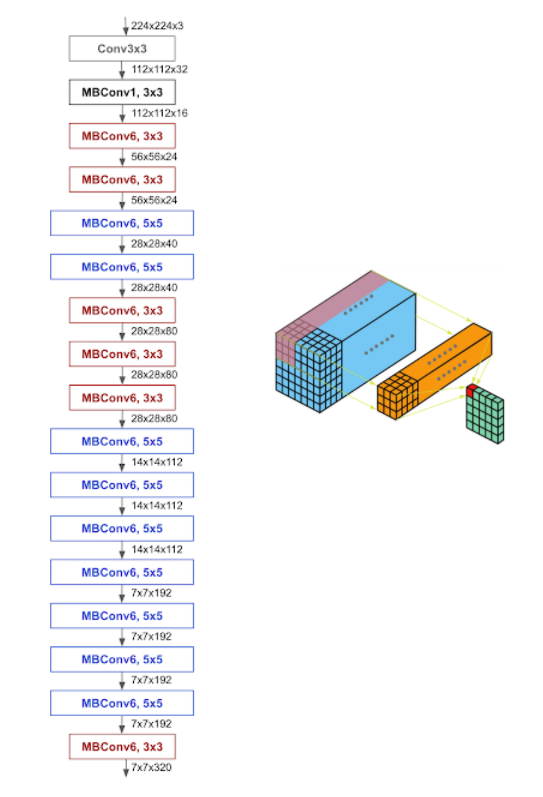 224x224x3
Conv3x3
112x112x32
MBConv1, 3x3
112x112x16
MBConv6, 3x3
56x56x24
MBConv6, 3x3
56x56x24
MBConv6, 5x5
28x28x40
MBConv6, 5x5
28x28x40
MBConv6, 3x3
28x28x80
MBConv6, 3x3
28x28x80
MBConv6, 3x3
28x28x80
MBConv6, 5x5
14x14x112
MBConv6, 5x5
14x14x112
MBConv6, 5x5
14x14x112
MBConv6, 5x5
7x7x192
MBConv6, 5x5
7x7x192
MBConv6, 5x5
7x7x192
MBConv6, 5x5
7x7x192
MBConv6, 3x3
7x7x320